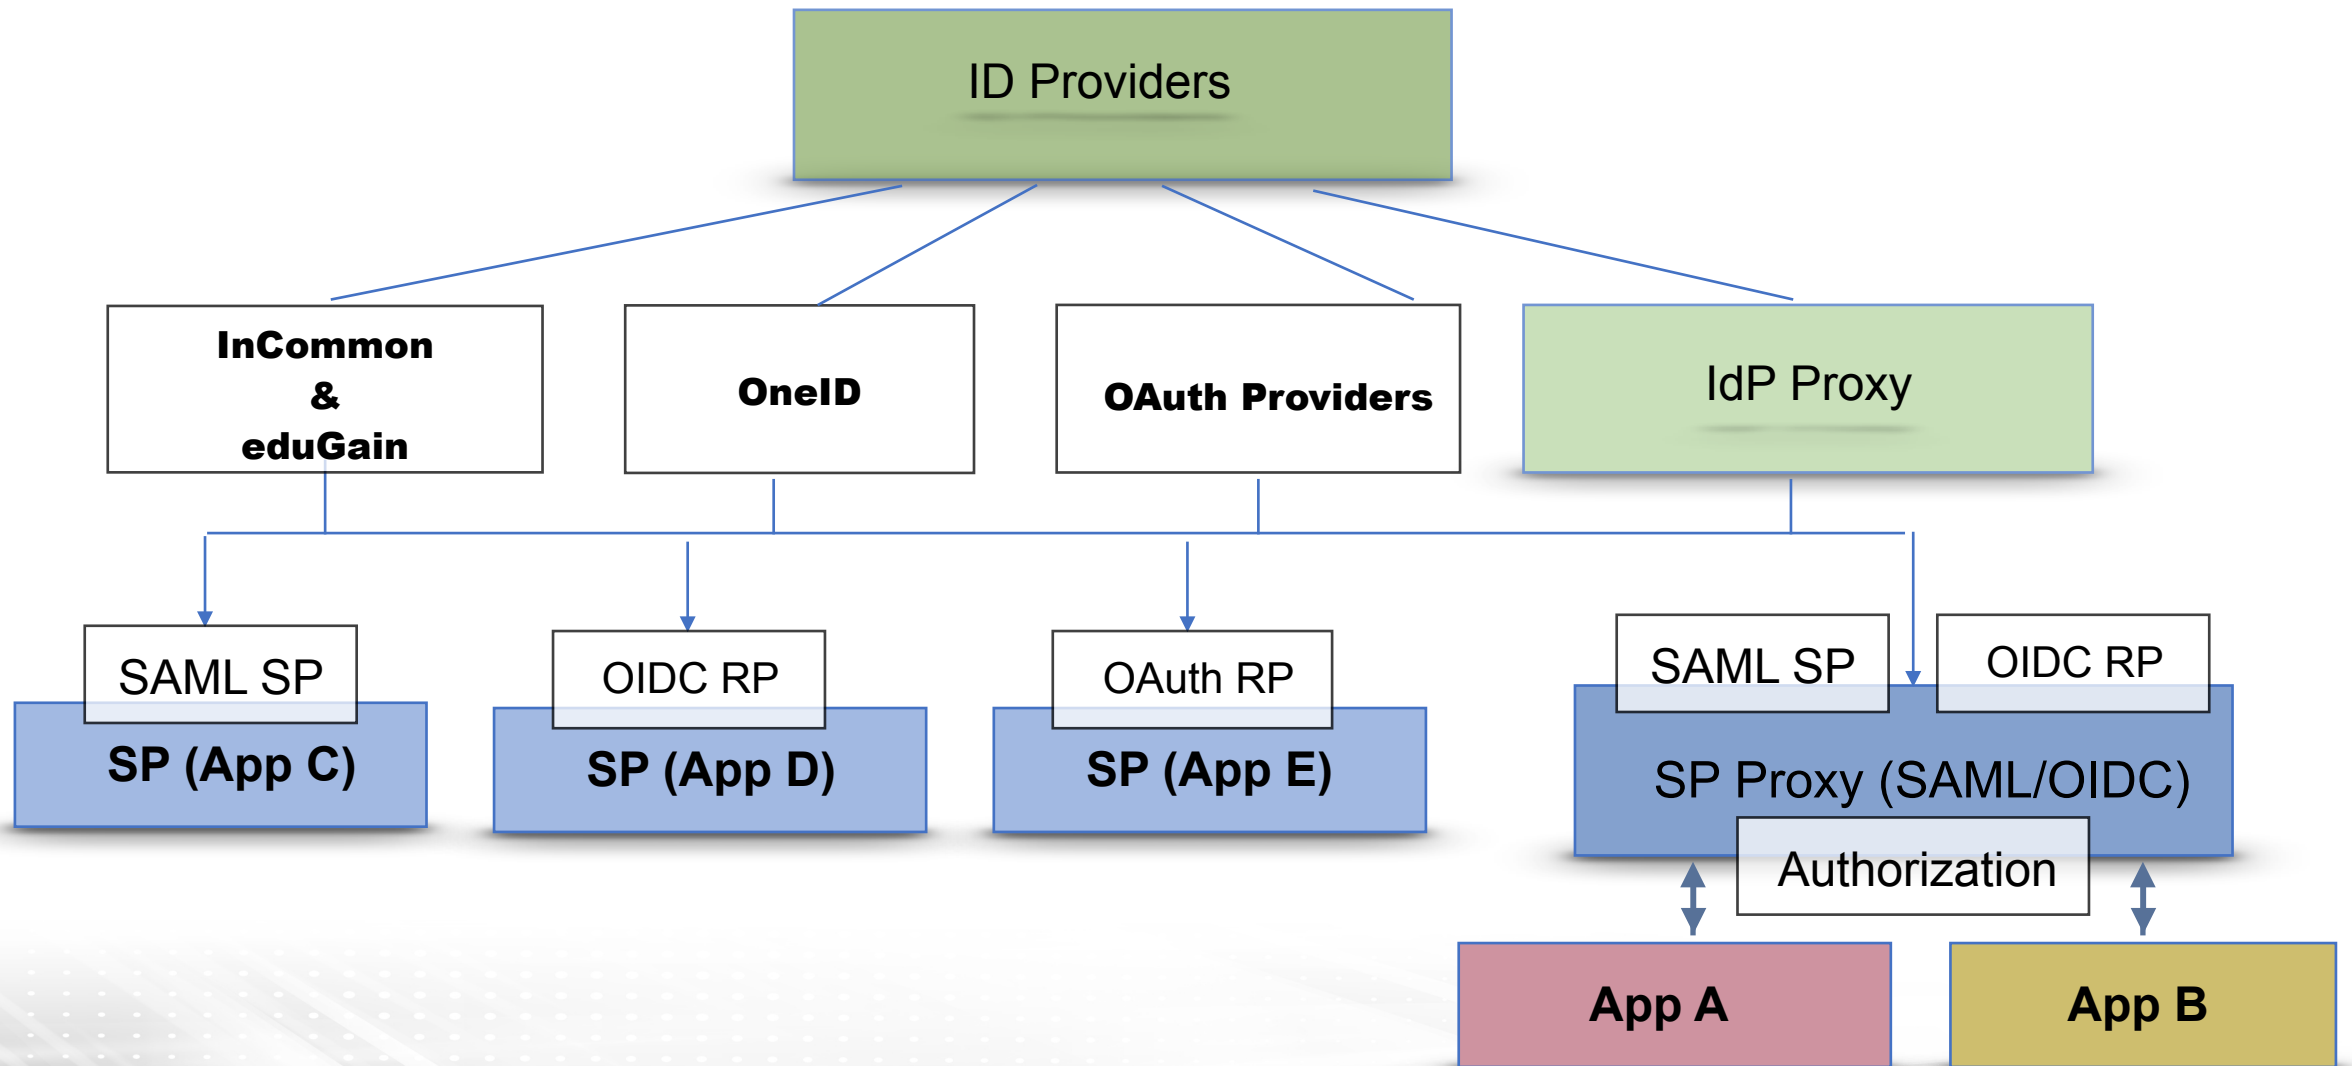 ID Providers
InCommon
&
eduGain
OneID
OAuth Providers
IdP Proxy
SAML SP
SP (App C)
OIDC RP
SP (App D)
OAuth RP
SP (App E)
SAML SP
OIDC RP
SP Proxy (SAML/OIDC)
Authorization
App A
App B